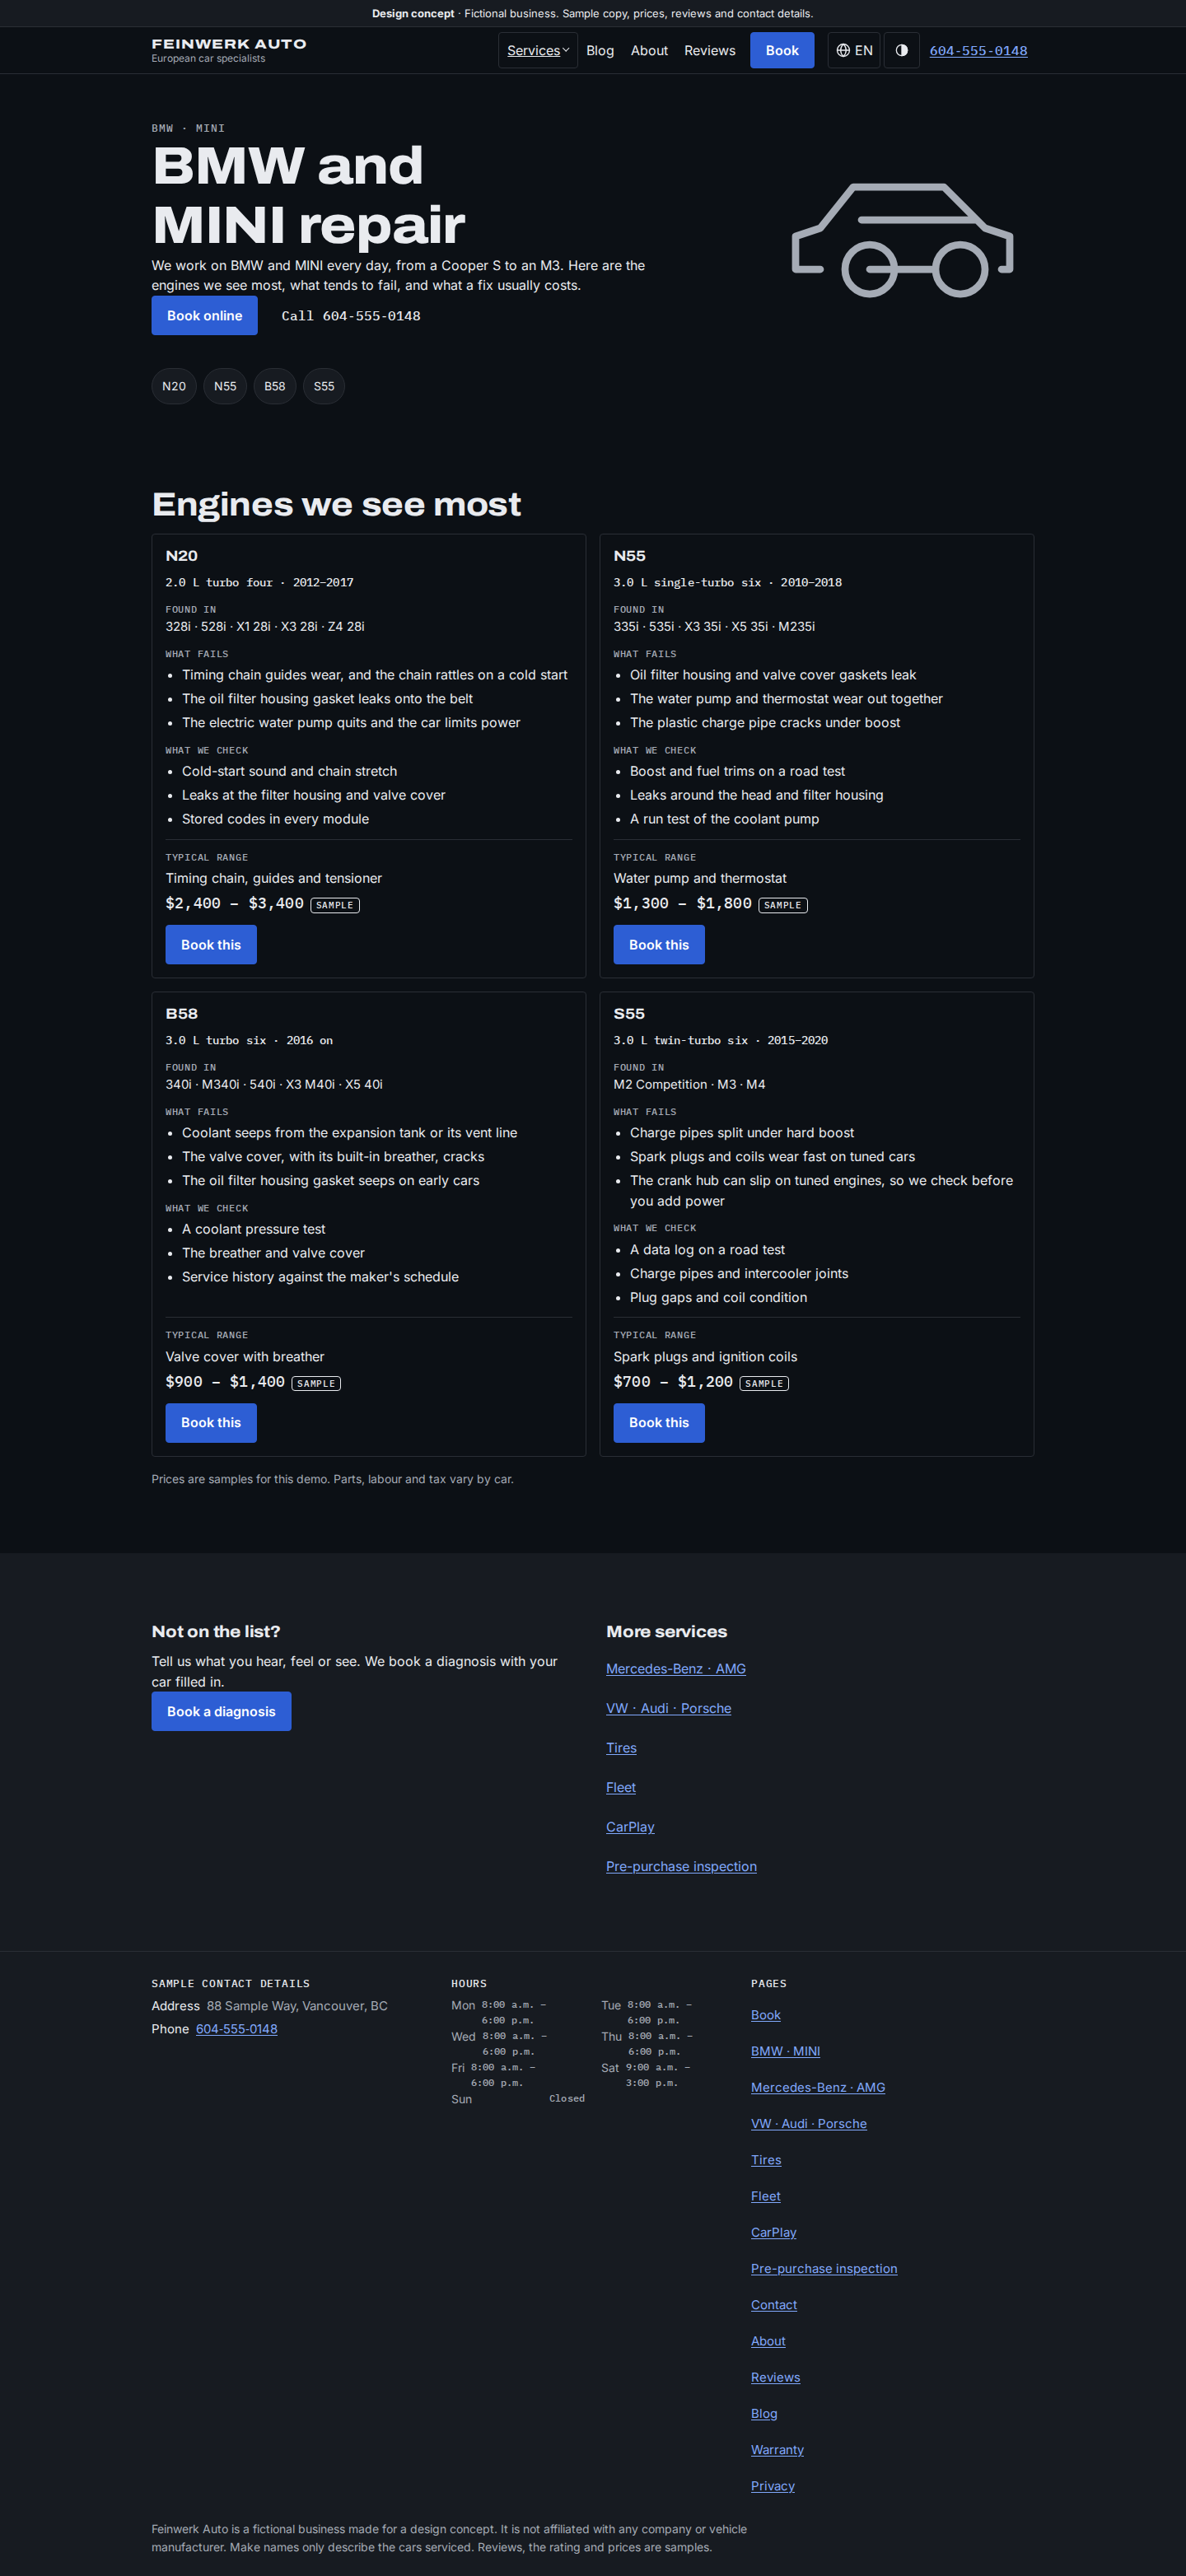 Design concept · Fictional business. Sample copy, prices, reviews and contact details.
FEINWERK AUTO
European car specialists
Services
Blog
About
Reviews
Book
EN
604-555-0148
BMW · MINI
BMW and
MINI repair
We work on BMW and MINI every day, from a Cooper S to an M3. Here are the
engines we see most, what tends to fail, and what a fix usually costs.
Book online
Call 604-555-0148
N20
N55
B58
S55
Engines we see most
N20
2.0 L turbo four · 2012–2017
FOUND IN
328i · 528i · X1 28i · X3 28i · Z4 28i
WHAT FAILS
• Timing chain guides wear, and the chain rattles on a cold start
• The oil filter housing gasket leaks onto the belt
• The electric water pump quits and the car limits power
WHAT WE CHECK
• Cold-start sound and chain stretch
• Leaks at the filter housing and valve cover
• Stored codes in every module
TYPICAL RANGE
Timing chain, guides and tensioner
$2,400 – $3,400 SAMPLE
Book this
N55
3.0 L single-turbo six · 2010–2018
FOUND IN
335i · 535i · X3 35i · X5 35i · M235i
WHAT FAILS
• Oil filter housing and valve cover gaskets leak
• The water pump and thermostat wear out together
• The plastic charge pipe cracks under boost
WHAT WE CHECK
• Boost and fuel trims on a road test
• Leaks around the head and filter housing
• A run test of the coolant pump
TYPICAL RANGE
Water pump and thermostat
$1,300 – $1,800 SAMPLE
Book this
B58
3.0 L turbo six · 2016 on
FOUND IN
340i · M340i · 540i · X3 M40i · X5 40i
WHAT FAILS
• Coolant seeps from the expansion tank or its vent line
• The valve cover, with its built-in breather, cracks
• The oil filter housing gasket seeps on early cars
WHAT WE CHECK
• A coolant pressure test
• The breather and valve cover
• Service history against the maker's schedule
TYPICAL RANGE
Valve cover with breather
$900 – $1,400 SAMPLE
Book this
S55
3.0 L twin-turbo six · 2015–2020
FOUND IN
M2 Competition · M3 · M4
WHAT FAILS
• Charge pipes split under hard boost
• Spark plugs and coils wear fast on tuned cars
• The crank hub can slip on tuned engines, so we check before
you add power
WHAT WE CHECK
• A data log on a road test
• Charge pipes and intercooler joints
• Plug gaps and coil condition
TYPICAL RANGE
Spark plugs and ignition coils
$700 – $1,200 SAMPLE
Book this
Prices are samples for this demo. Parts, labour and tax vary by car.
Not on the list?
Tell us what you hear, feel or see. We book a diagnosis with your
car filled in.
Book a diagnosis
More services
Mercedes-Benz · AMG
VW · Audi · Porsche
Tires
Fleet
CarPlay
Pre-purchase inspection
SAMPLE CONTACT DETAILS
Address 88 Sample Way, Vancouver, BC
Phone 604-555-0148
HOURS
Mon 8:00 a.m. –
6:00 p.m.
Tue 8:00 a.m. –
6:00 p.m.
Wed 8:00 a.m. –
6:00 p.m.
Thu 8:00 a.m. –
6:00 p.m.
Fri 8:00 a.m. –
6:00 p.m.
Sat 9:00 a.m. –
3:00 p.m.
Sun Closed
PAGES
Book
BMW · MINI
Mercedes-Benz · AMG
VW · Audi · Porsche
Tires
Fleet
CarPlay
Pre-purchase inspection
Contact
About
Reviews
Blog
Warranty
Privacy
Feinwerk Auto is a fictional business made for a design concept. It is not affiliated with any company or vehicle
manufacturer. Make names only describe the cars serviced. Reviews, the rating and prices are samples.